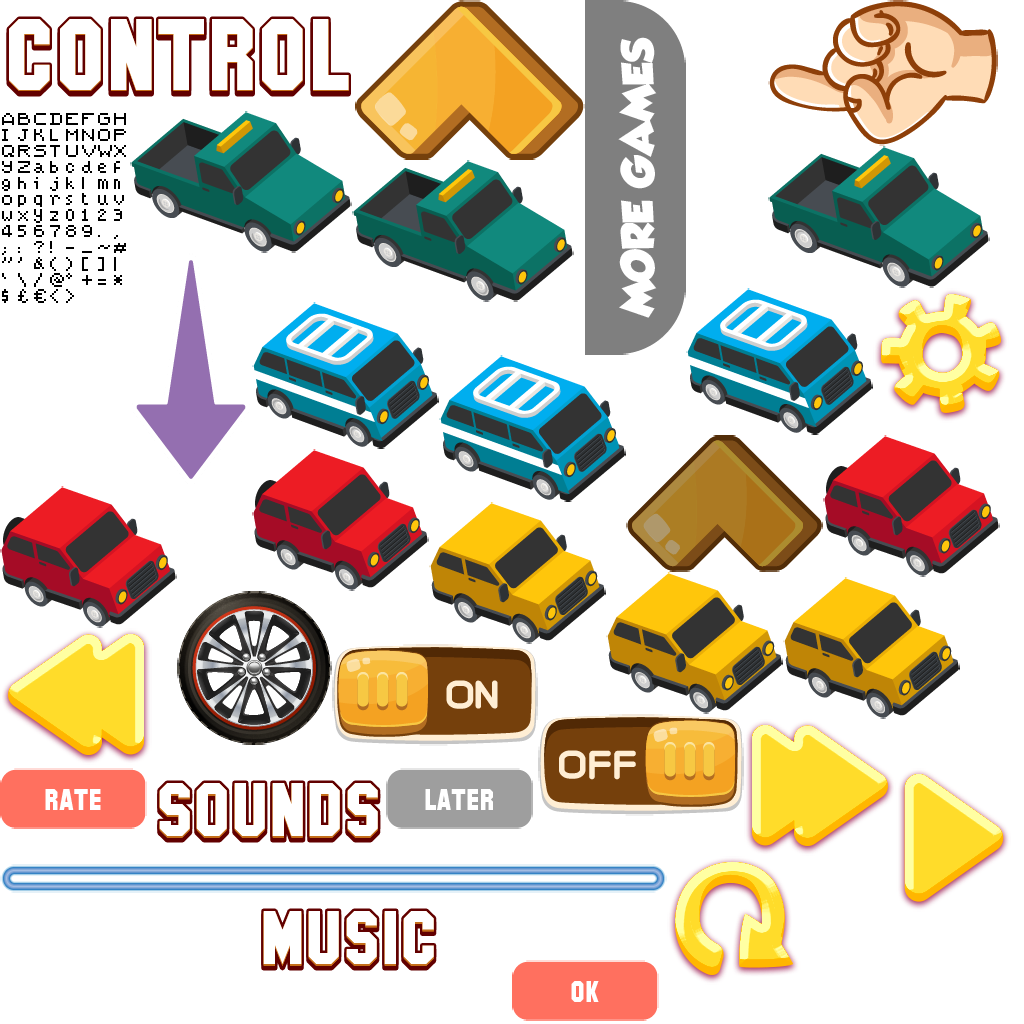 CONTROL
MORE GAMES
ABCDEFGH
IJKLMNOP
QRSTUVWX
YZabcdef
ghijklmn
opqrstuv
wxyz0123
456789.,
;:?!-_~#
"'&()[]|
`\/@°+=*
$£€<>
ON
OFF
RATE
SOUNDS
LATER
MUSIC
OK